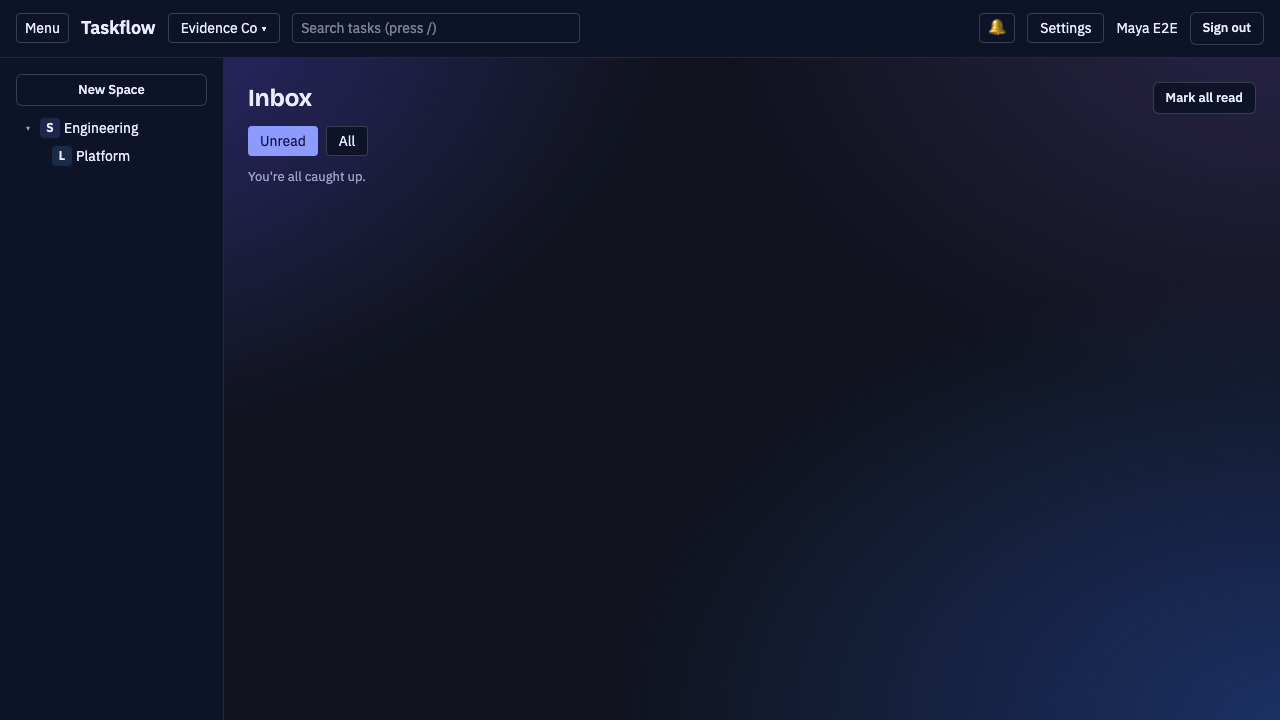 Menu Taskflow Evidence Co ▾ Search tasks (press /) Settings Maya E2E Sign out
New Space
▾ S Engineering
L Platform
Inbox Mark all read
Unread All
You're all caught up.